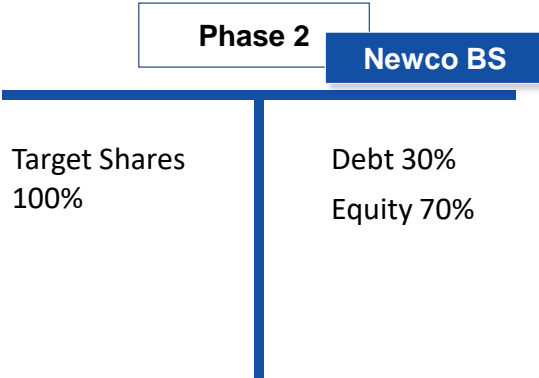 Phase 2
Newco BS
Target Shares
100%
Debt 30%
Equity 70%